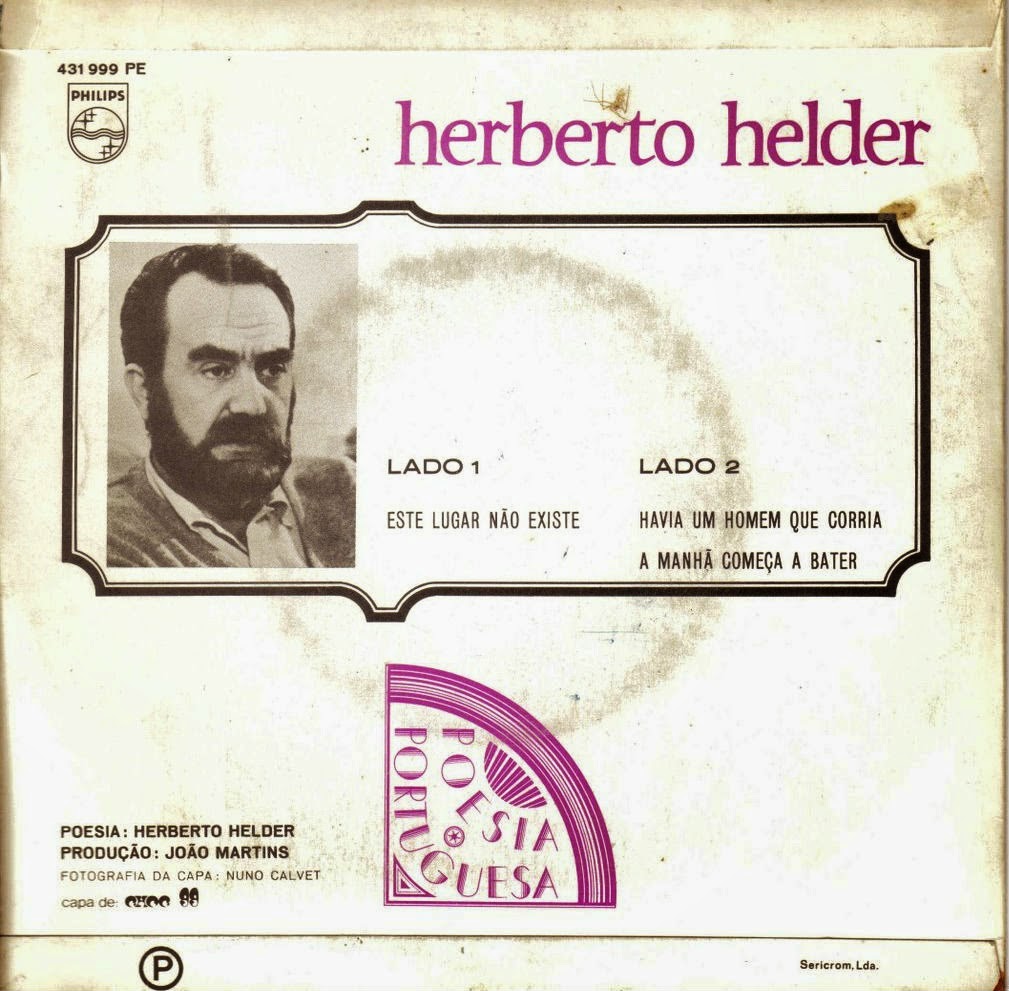 431 999 PE
PHILIPS
herberto helder
LADO 1
ESTE LUGAR NÃO EXISTE
LADO 2
HAVIA UM HOMEM QUE CORRIA
A MANHÃ COMEÇA A BATER
POESIA
PORTUGUESA
POESIA: HERBERTO HELDER
PRODUÇÃO: JOÃO MARTINS
FOTOGRAFIA DA CAPA: NUNO CALVET
capa de: 99
P
Sericrom, Lda.